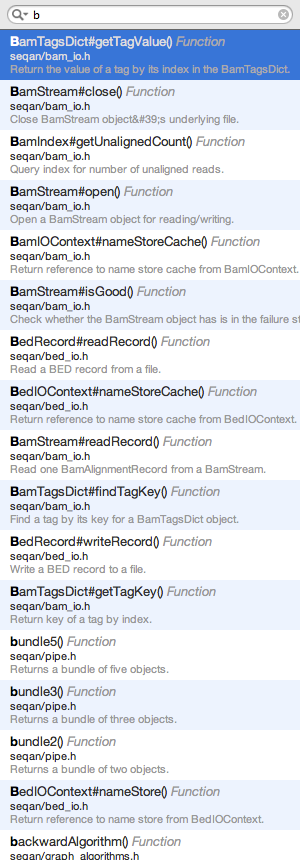 b
BamTagsDict#getTagValue() Function
seqan/bam_io.h
Return the value of a tag by its index in the BamTagsDict.
BamStream#close() Function
seqan/bam_io.h
Close BamStream object&#39;s underlying file.
BamIndex#getUnalignedCount() Function
seqan/bam_io.h
Query index for number of unaligned reads.
BamStream#open() Function
seqan/bam_io.h
Open a BamStream object for reading/writing.
BamIOContext#nameStoreCache() Function
seqan/bam_io.h
Return reference to name store cache from BamIOContext.
BamStream#isGood() Function
seqan/bam_io.h
Check whether the BamStream object has is in the failure st
BedRecord#readRecord() Function
seqan/bed_io.h
Read a BED record from a file.
BedIOContext#nameStoreCache() Function
seqan/bed_io.h
Return reference to name store cache from BedIOContext.
BamStream#readRecord() Function
seqan/bam_io.h
Read one BamAlignmentRecord from a BamStream.
BamTagsDict#findTagKey() Function
seqan/bam_io.h
Find a tag by its key for a BamTagsDict object.
BedRecord#writeRecord() Function
seqan/bed_io.h
Write a BED record to a file.
BamTagsDict#getTagKey() Function
seqan/bam_io.h
Return key of a tag by index.
bundle5() Function
seqan/pipe.h
Returns a bundle of five objects.
bundle3() Function
seqan/pipe.h
Returns a bundle of three objects.
bundle2() Function
seqan/pipe.h
Returns a bundle of two objects.
BedIOContext#nameStore() Function
seqan/bed_io.h
Return reference to name store from BedIOContext.
backwardAlgorithm() Function
seqan/graph_algorithms.h